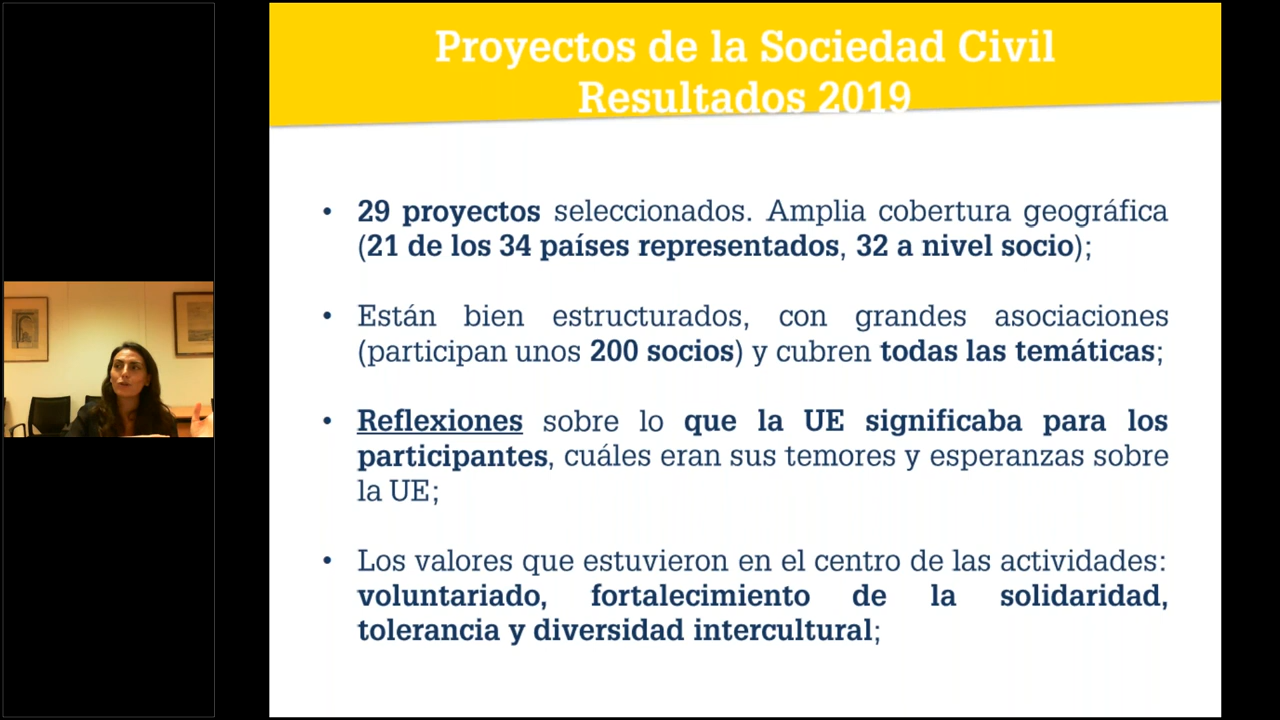 Proyectos de la Sociedad Civil
Resultados 2019
• 29 proyectos seleccionados. Amplia cobertura geográfica
(21 de los 34 países representados, 32 a nivel socio);
• Están bien estructurados, con grandes asociaciones
(participan unos 200 socios) y cubren todas las temáticas;
• Reflexiones sobre lo que la UE significaba para los
participantes, cuáles eran sus temores y esperanzas sobre
la UE;
• Los valores que estuvieron en el centro de las actividades:
voluntariado, fortalecimiento de la solidaridad,
tolerancia y diversidad intercultural;